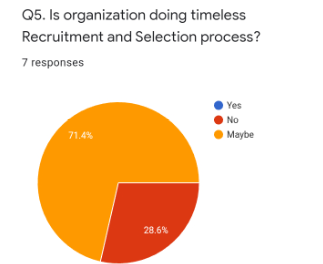 Q5. Is organization doing timeless
Recruitment and Selection process?
7 responses
Yes
No
Maybe
71.4%
28.6%